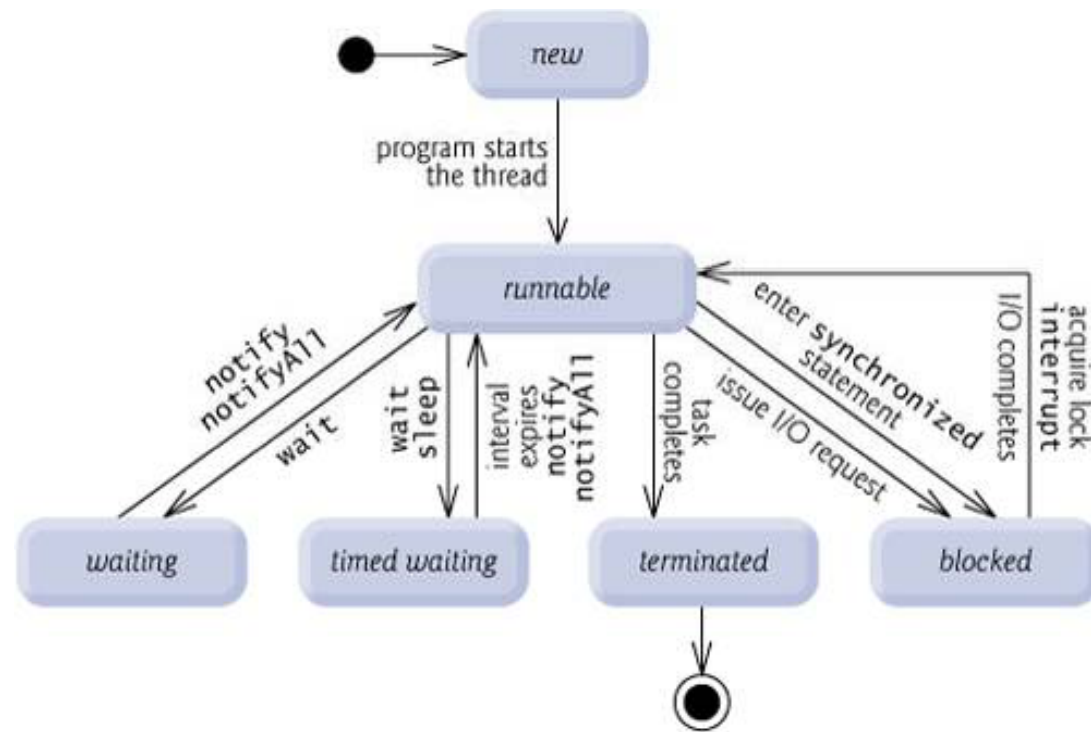 new
program starts
the thread
runnable
notify
notifyAll
wait
wait
sleep
interval
expires
notify
notifyAll
task
completes
issue I/O request
enter synchronized
statement
acquire lock
interrupt
I/O completes
waiting
timed waiting
terminated
blocked